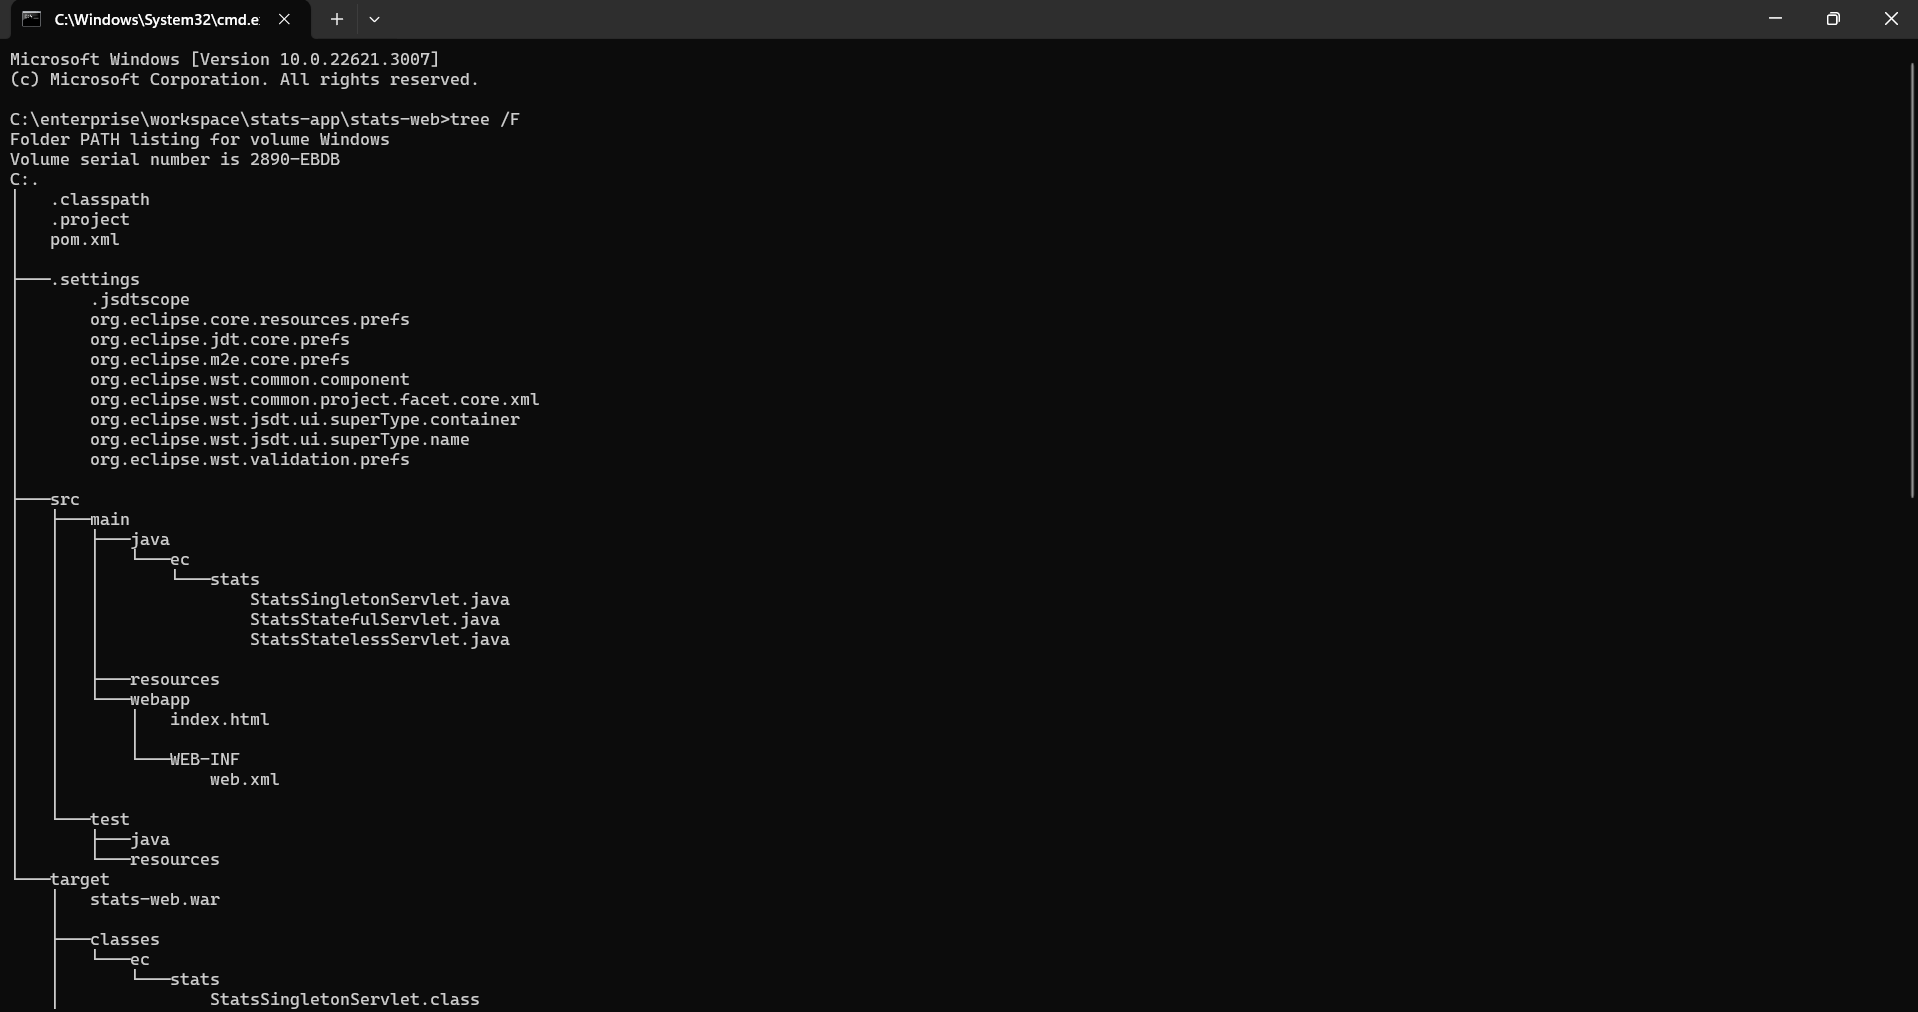 C:\Windows\System32\cmd.e
Microsoft Windows [Version 10.0.22621.3007]
(c) Microsoft Corporation. All rights reserved.
C:\enterprise\workspace\stats-app\stats-web>tree /F
Folder PATH listing for volume Windows
Volume serial number is 2890-EBDB
C:.
│   .classpath
│   .project
│   pom.xml
│
├───.settings
│       .jsdtscope
│       org.eclipse.core.resources.prefs
│       org.eclipse.jdt.core.prefs
│       org.eclipse.m2e.core.prefs
│       org.eclipse.wst.common.component
│       org.eclipse.wst.common.project.facet.core.xml
│       org.eclipse.wst.jsdt.ui.superType.container
│       org.eclipse.wst.jsdt.ui.superType.name
│       org.eclipse.wst.validation.prefs
│
├───src
│   ├───main
│   │   ├───java
│   │   │   └───ec
│   │   │       └───stats
│   │   │               StatsSingletonServlet.java
│   │   │               StatsStatefulServlet.java
│   │   │               StatsStatelessServlet.java
│   │   │
│   │   ├───resources
│   │   └───webapp
│   │       │   index.html
│   │       │
│   │       └───WEB-INF
│   │               web.xml
│   │
│   └───test
│       ├───java
│       └───resources
└───target
    │   stats-web.war
    │
    ├───classes
    │   └───ec
    │       └───stats
    │               StatsSingletonServlet.class